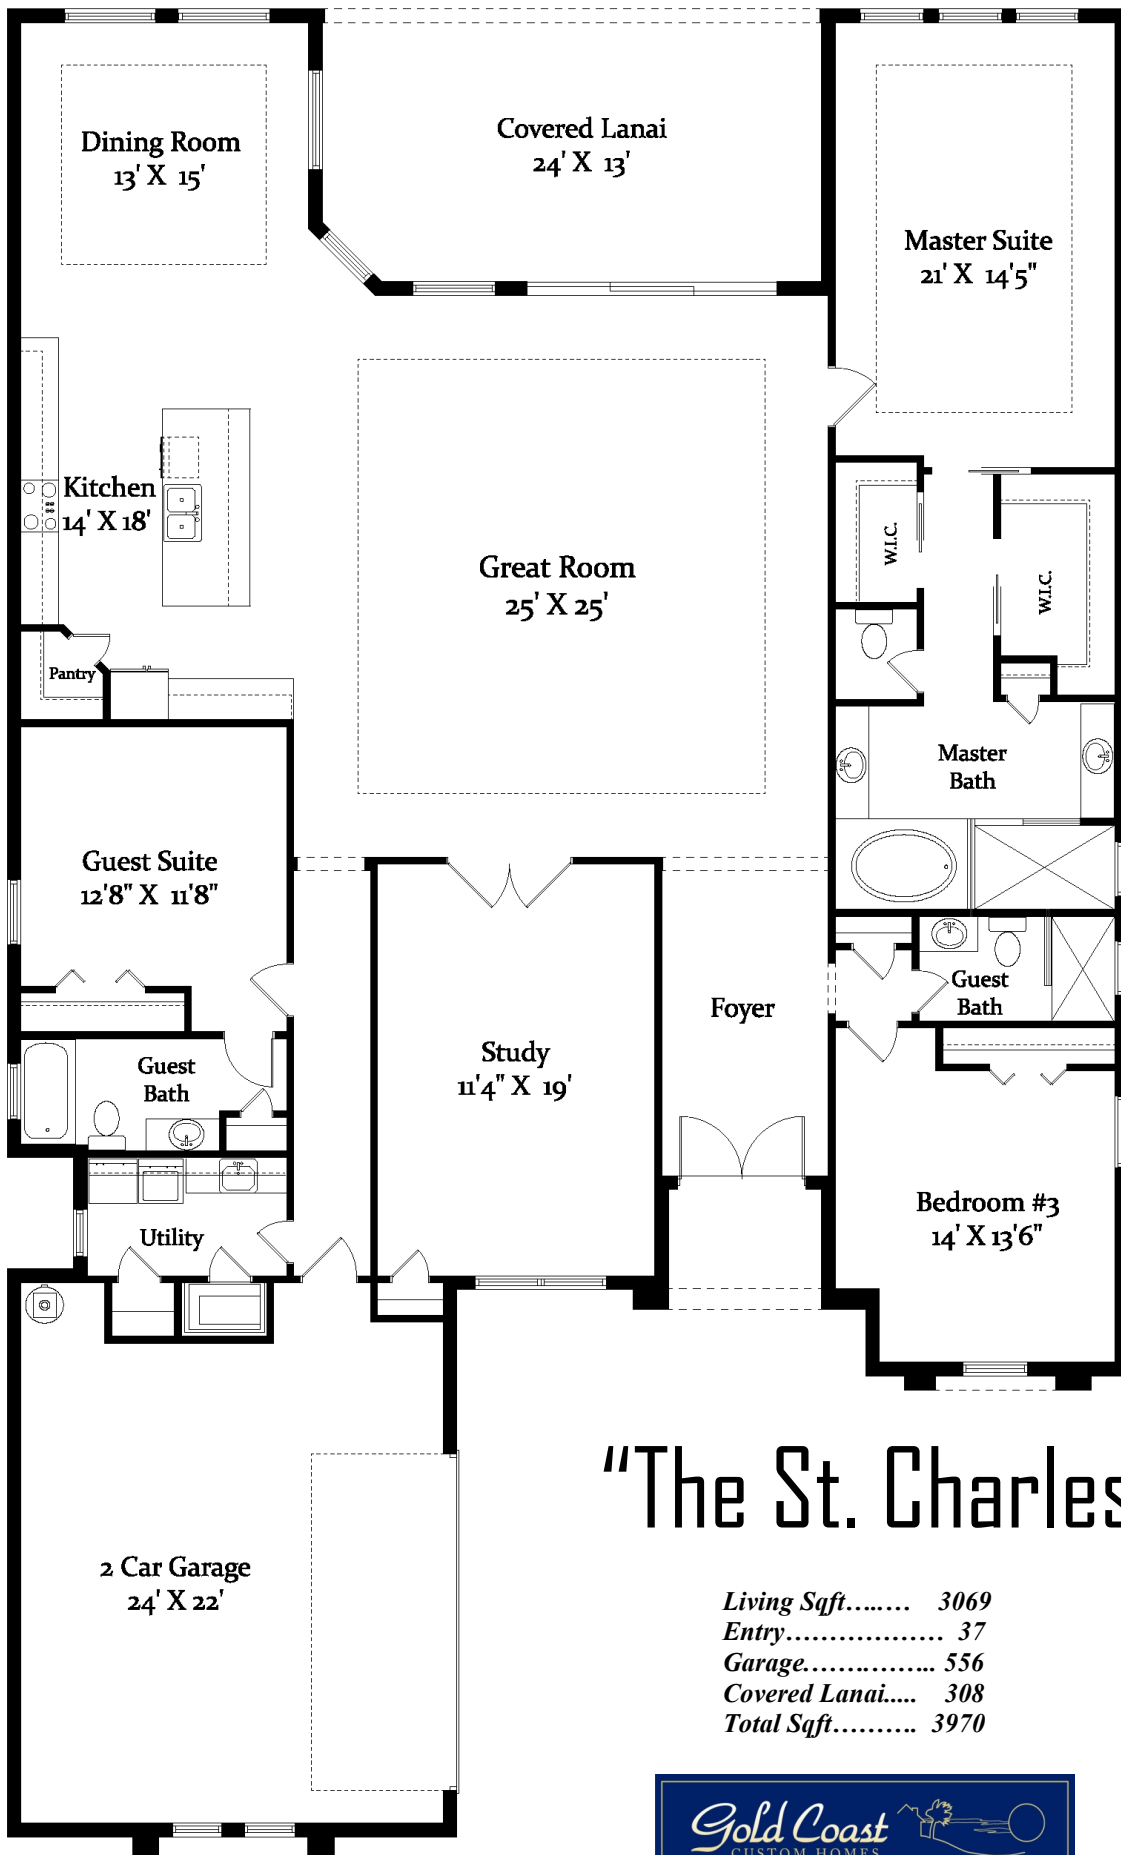 Dining Room
13' X 15'
Covered Lanai
24' X 13'
Master Suite
21' X 14'5"
Kitchen
14' X 18'
Great Room
25' X 25'
W.I.C.
W.I.C.
Pantry
Master
Bath
Guest Suite
12'8" X 11'8"
Foyer
Guest
Bath
Study
11'4" X 19'
Guest
Bath
Utility
Bedroom #3
14' X 13'6"
2 Car Garage
24' X 22'
"The St. Charles
Living Sqft........ 3069
Entry.................. 37
Garage............... 556
Covered Lanai..... 308
Total Sqft.......... 3970
Gold Coast
CUSTOM HOMES